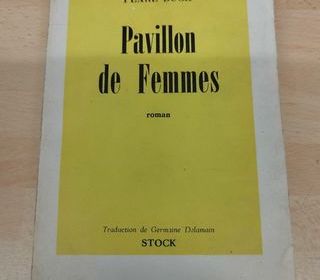 Pavillon
de Femmes
roman
Traduction de Germaine Delamain
STOCK